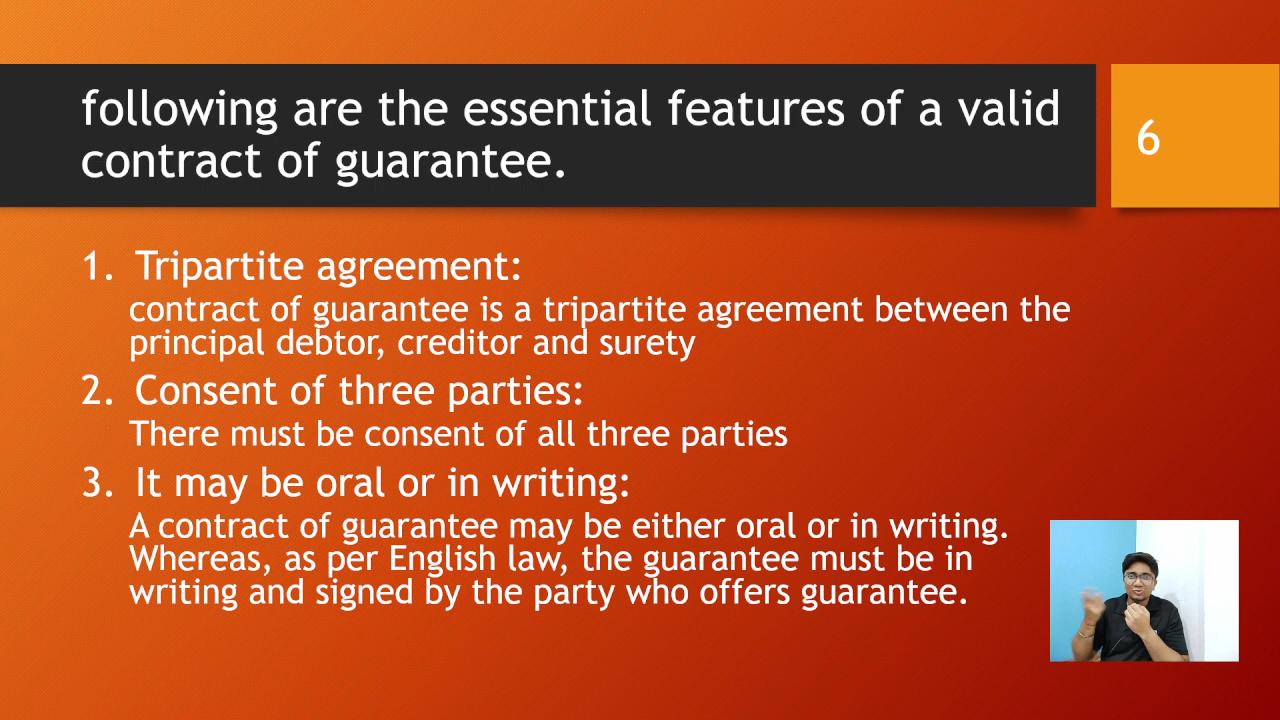 following are the essential features of a valid
contract of guarantee.
6
1. Tripartite agreement:
contract of guarantee is a tripartite agreement between the
principal debtor, creditor and surety
2. Consent of three parties:
There must be consent of all three parties
3. It may be oral or in writing:
A contract of guarantee may be either oral or in writing.
Whereas, as per English law, the guarantee must be in
writing and signed by the party who offers guarantee.